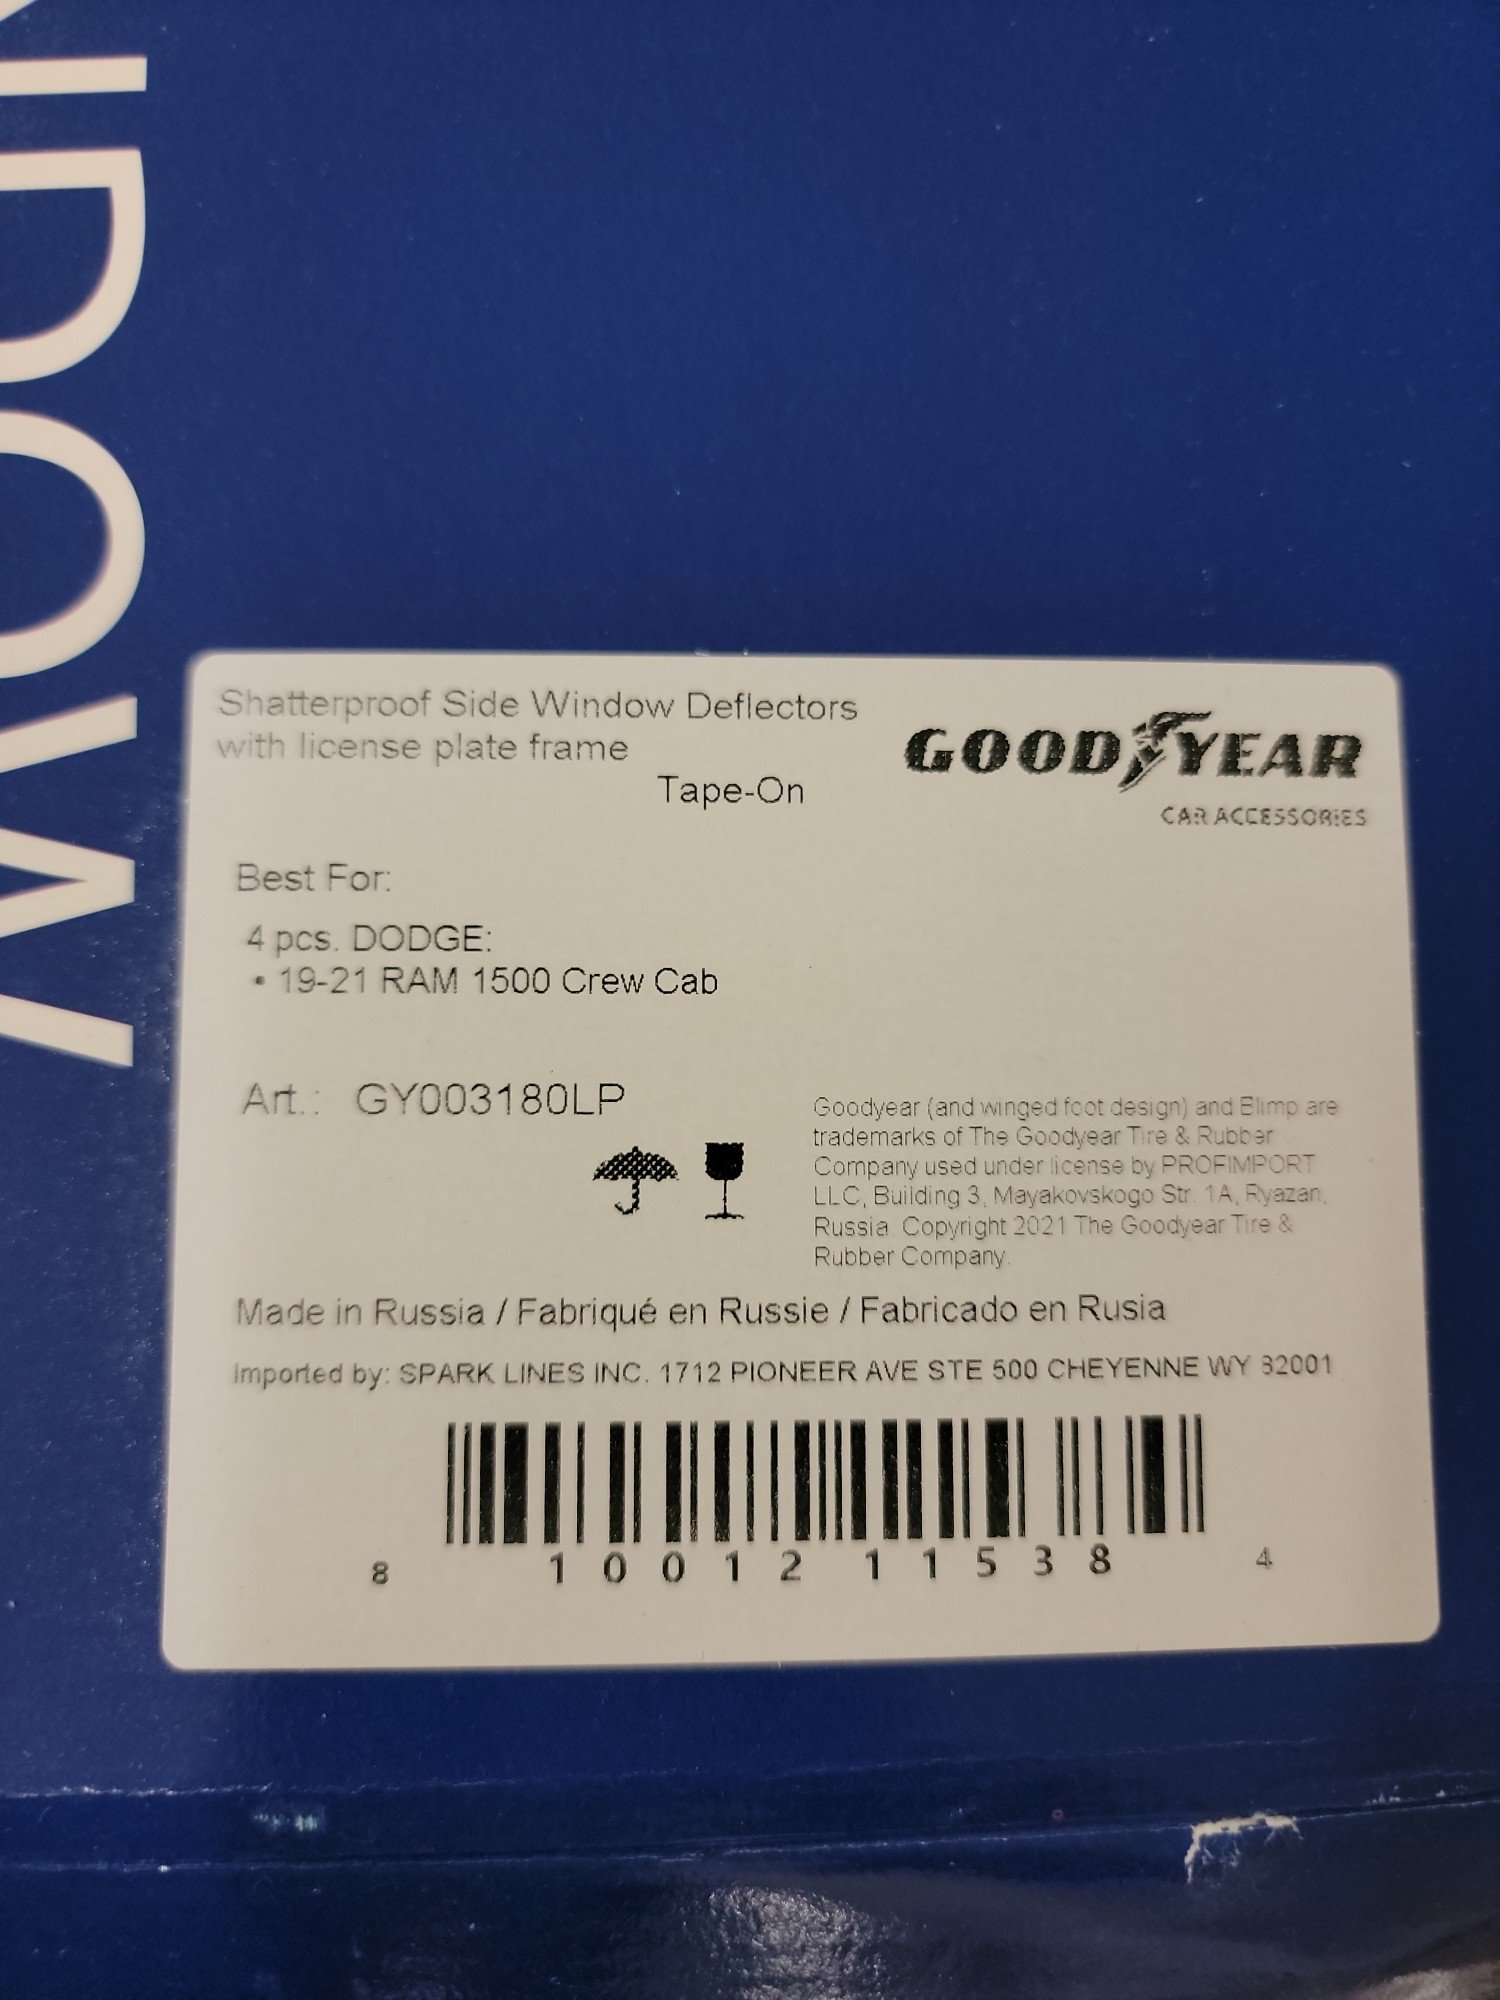 NDOW
Shatterproof Side Window Deflectors
with license plate frame
Tape-On
GOODYEAR
CAR ACCESSORIES
Best For:
4 pcs. DODGE:
• 19-21 RAM 1500 Crew Cab
Art.: GY003180LP
Goodyear (and winged foot design) and Blimp are
trademarks of The Goodyear Tire & Rubber
Company used under license by PROFIMPORT
LLC, Building 3, Mayakovskogo Str. 1A, Ryazan,
Russia. Copyright 2021 The Goodyear Tire &
Rubber Company.
Made in Russia / Fabriqué en Russie / Fabricado en Rusia
Imported by: SPARK LINES INC. 1712 PIONEER AVE STE 500 CHEYENNE WY 82001
8 10012 11538 4